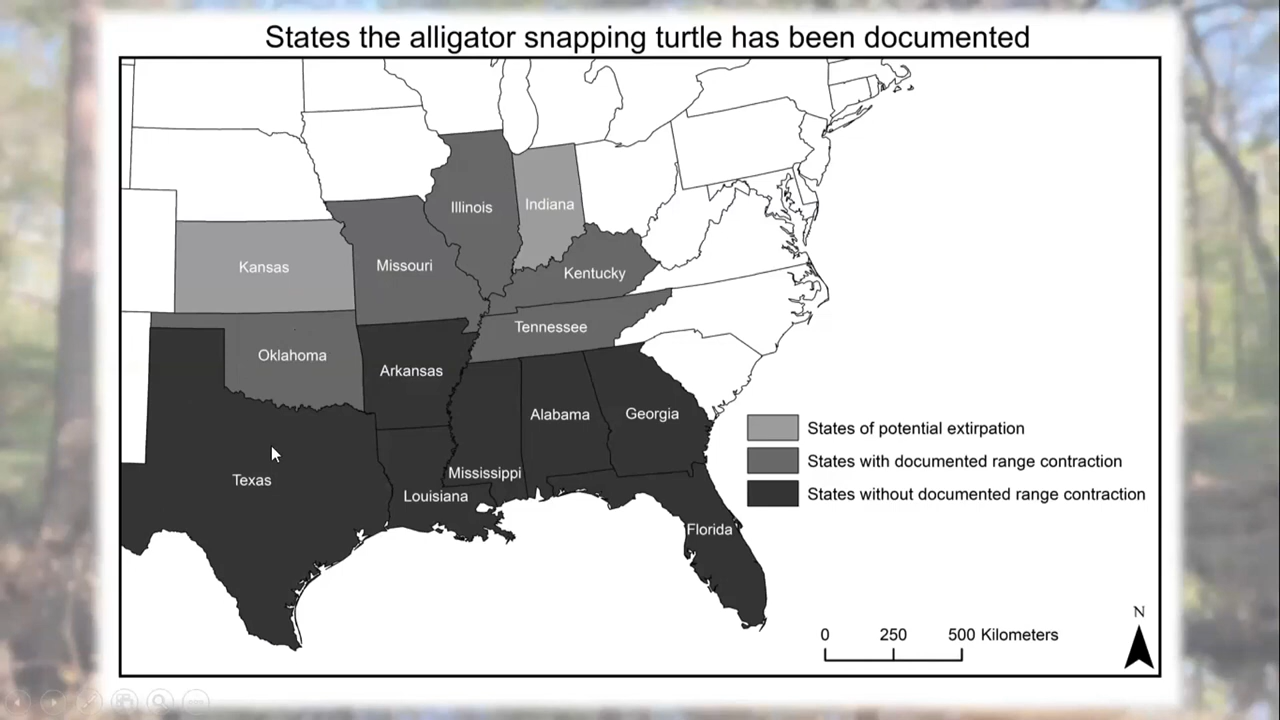 States the alligator snapping turtle has been documented
Illinois
Indiana
Kansas
Missouri
Kentucky
Tennessee
Oklahoma
Arkansas
Alabama
Georgia
Mississippi
Texas
Louisiana
Florida
States of potential extirpation
States with documented range contraction
States without documented range contraction
N
0 250 500 Kilometers